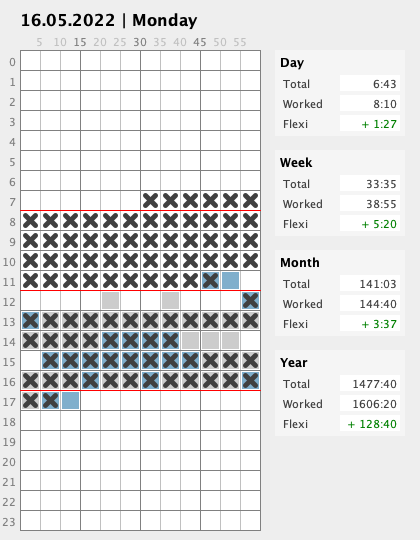 16.05.2022 | Monday
5 10 15 20 25 30 35 40 45 50 55
0
1
2
3
4
5
6
7
8
9
10
11
12
13
14
15
16
17
18
19
20
21
22
23
Day
Total 6:43
Worked 8:10
Flexi + 1:27
Week
Total 33:35
Worked 38:55
Flexi + 5:20
Month
Total 141:03
Worked 144:40
Flexi + 3:37
Year
Total 1477:40
Worked 1606:20
Flexi + 128:40